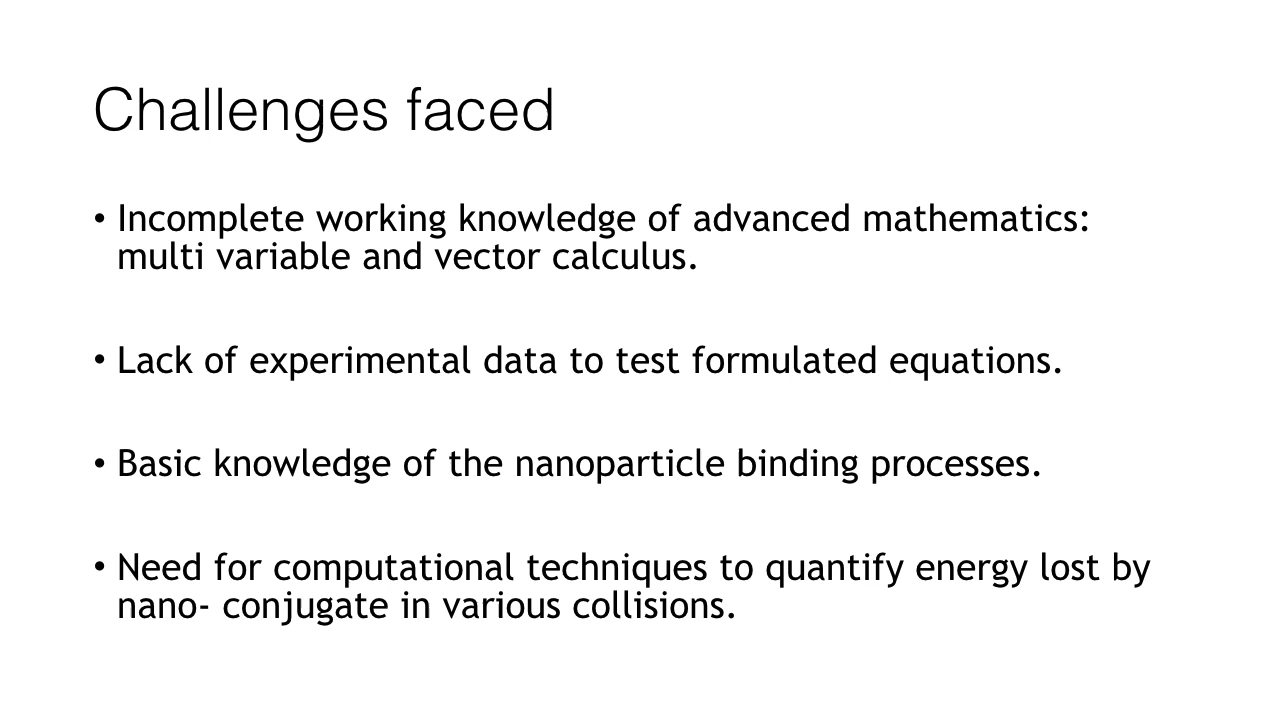 Challenges faced
• Incomplete working knowledge of advanced mathematics:
multi variable and vector calculus.
• Lack of experimental data to test formulated equations.
• Basic knowledge of the nanoparticle binding processes.
• Need for computational techniques to quantify energy lost by
nano- conjugate in various collisions.